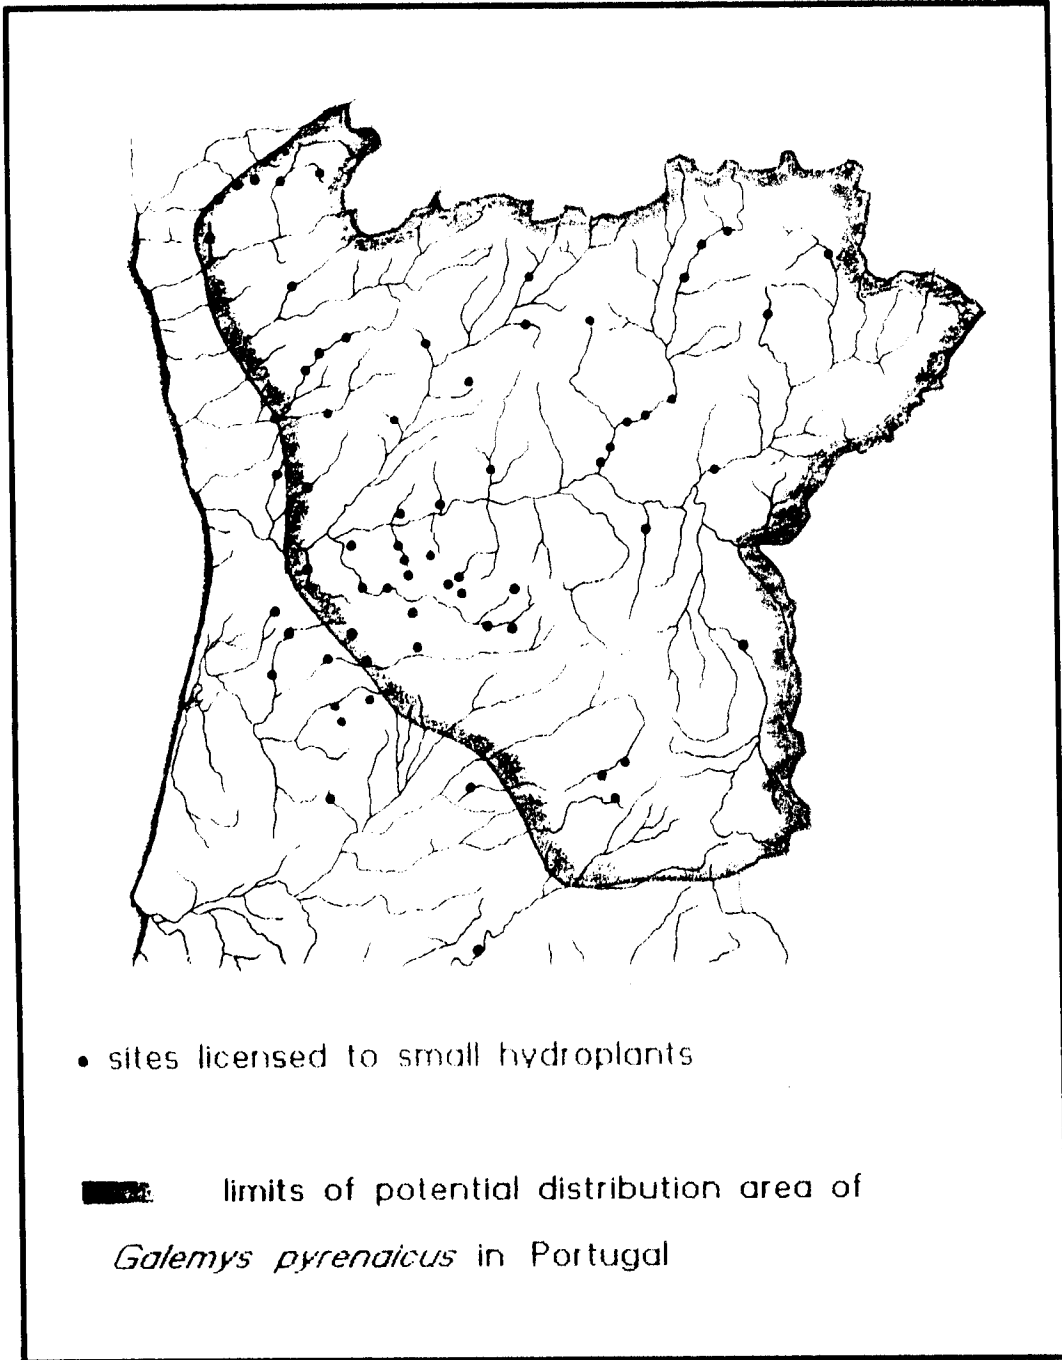 sites licensed to small hydroplants
limits of potential distribution area of
Galemys pyrenaicus in Portugal